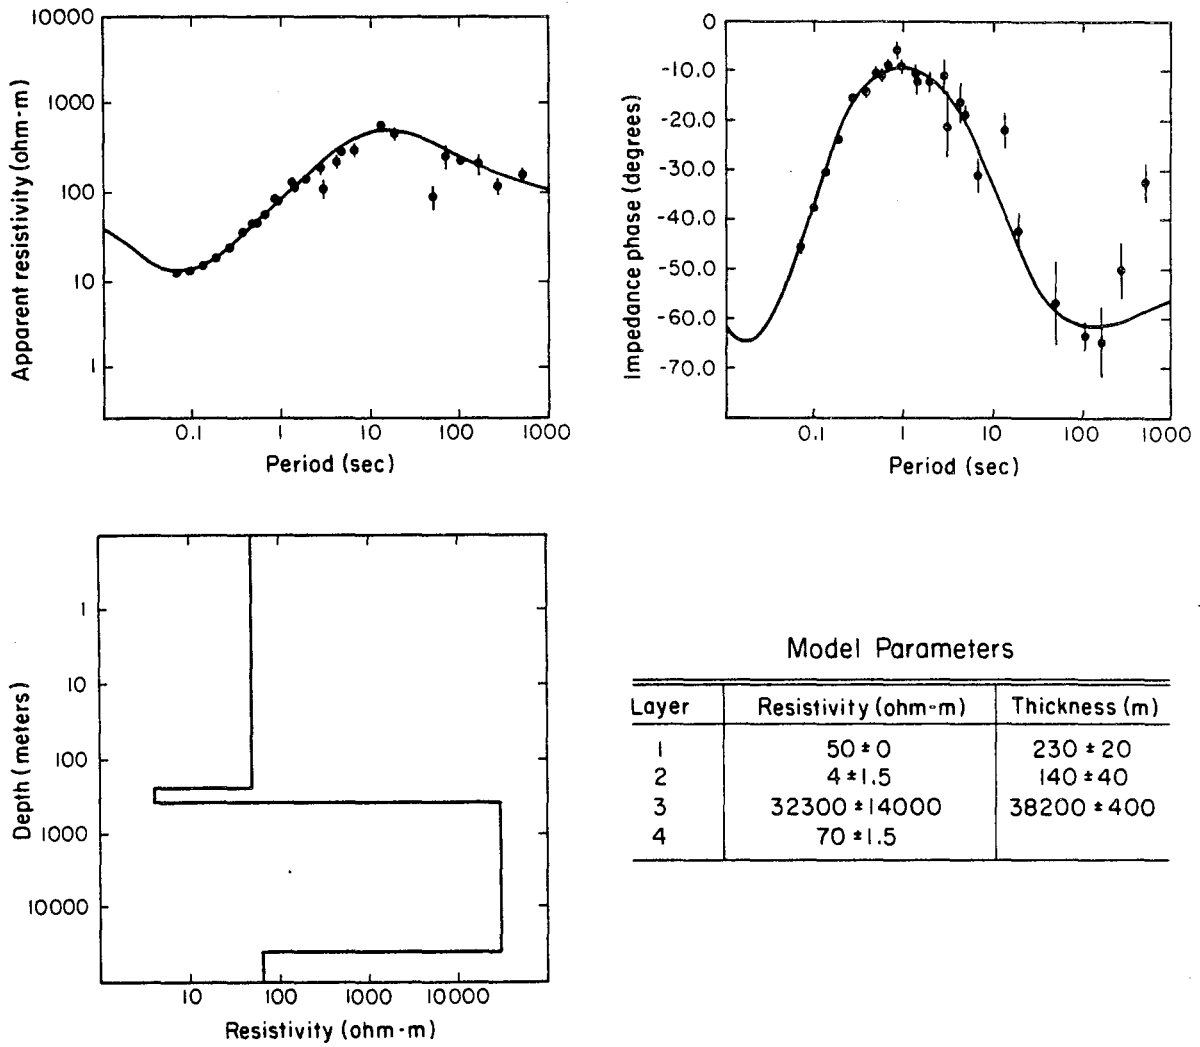 10000
1000
100
10
1
Apparent resistivity (ohm-m)
0.1 1 10 100 1000
Period (sec)
0
-10.0
-20.0
-30.0
-40.0
-50.0
-60.0
-70.0
Impedance phase (degrees)
0.1 1 10 100 1000
Period (sec)
1
10
100
1000
10000
Depth (meters)
10 100 1000 10000
Resistivity (ohm-m)
Model Parameters
Layer Resistivity (ohm-m) Thickness (m)
1 50 ± 0 230 ± 20
2 4 ± 1.5 140 ± 40
3 32300 ± 14000 38200 ± 400
4 70 ± 1.5